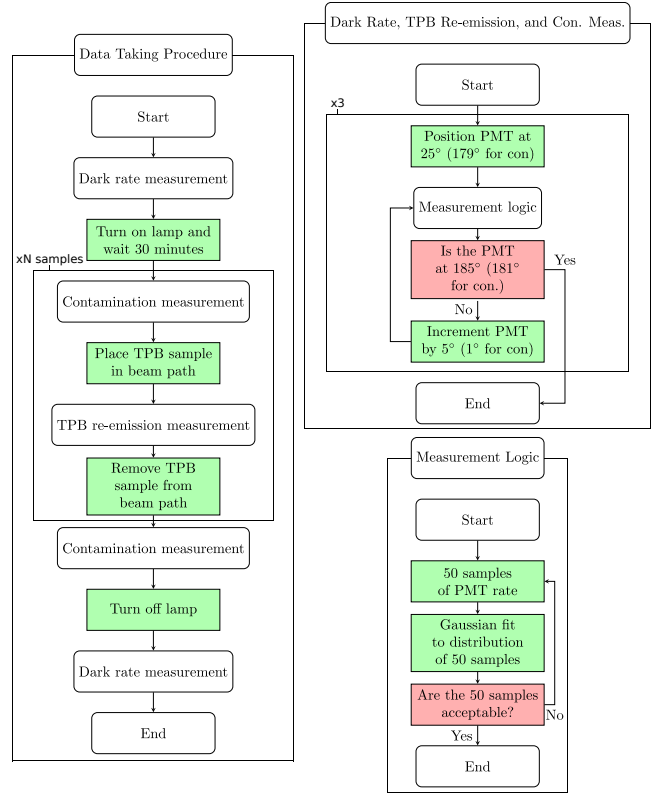 Data Taking Procedure
Start
Dark rate measurement
Turn on lamp and
wait 30 minutes
xN samples
Contamination measurement
Place TPB sample
in beam path
TPB re-emission measurement
Remove TPB
sample from
beam path
Contamination measurement
Turn off lamp
Dark rate measurement
End
Dark Rate, TPB Re-emission, and Con. Meas.
Start
x3
Position PMT at
25° (179° for con)
Measurement logic
Is the PMT
at 185° (181°
for con.)
Yes
No
Increment PMT
by 5° (1° for con)
End
Measurement Logic
Start
50 samples
of PMT rate
Gaussian fit
to distribution
of 50 samples
Are the 50 samples
acceptable?
No
Yes
End